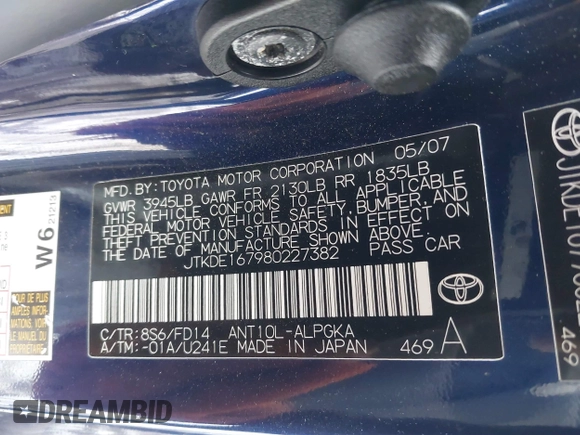 MFD. BY: TOYOTA MOTOR CORPORATION 05/07
GVWR 3945LB GAWR FR 2130LB RR 1835LB
THIS VEHICLE CONFORMS TO ALL APPLICABLE
FEDERAL MOTOR VEHICLE SAFETY, BUMPER, AND
THEFT PREVENTION STANDARDS IN EFFECT ON
THE DATE OF MANUFACTURE SHOWN ABOVE.
JTKDE167980227382 PASS CAR
C/TR: 8S6/FD14 ANT10L-ALPGKA
A/TM: -01A/U241E MADE IN JAPAN 469 A
W6
21213
469
DREAMBID